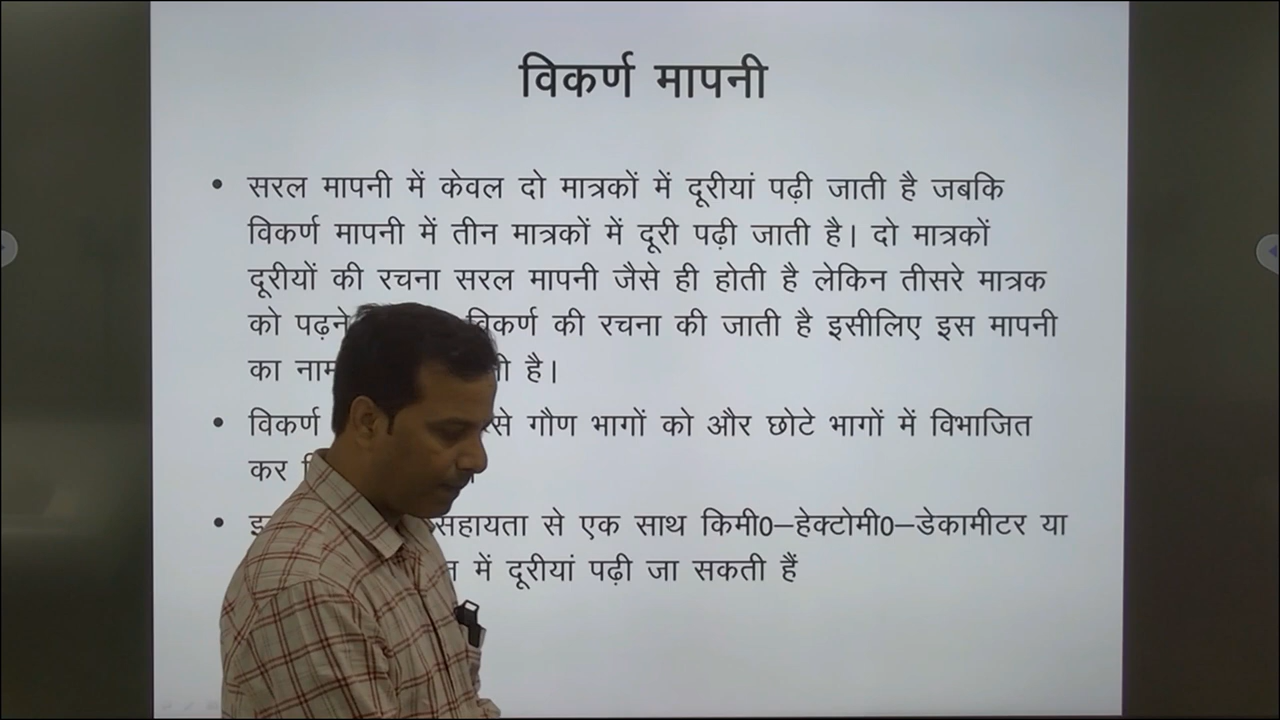 विकर्ण मापनी
• सरल मापनी में केवल दो मात्रकों में दूरीयां पढ़ी जाती है जबकि
विकर्ण मापनी में तीन मात्रकों में दूरी पढ़ी जाती है। दो मात्रकों
दूरीयों की रचना सरल मापनी जैसे ही होती है लेकिन तीसरे मात्रक
को पढ़ने विकर्ण की रचना की जाती है इसीलिए इस मापनी
का नाम है।
• विकर्ण से गौण भागों को और छोटे भागों में विभाजित
कर
• सहायता से एक साथ किमी0–हेक्टोमी0–डेकामीटर या
में दूरीयां पढ़ी जा सकती हैं